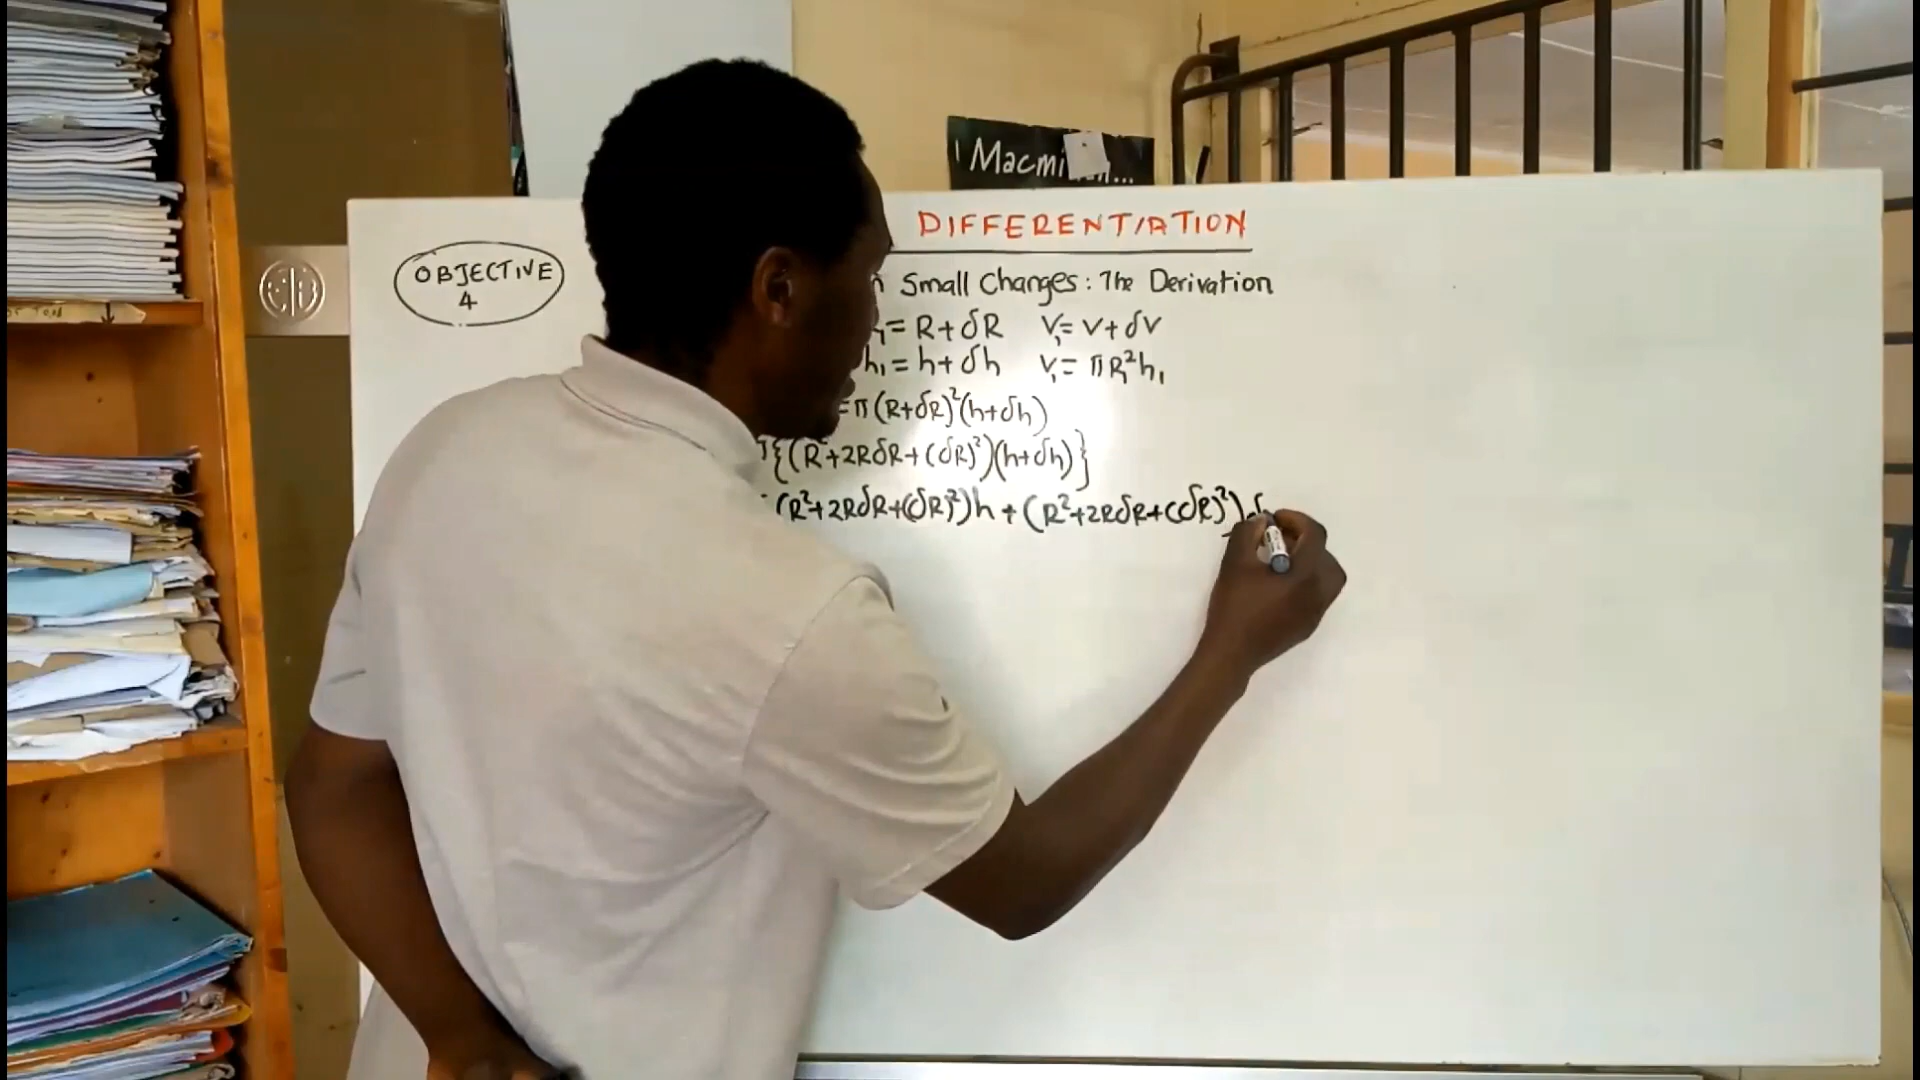 Macmi
DIFFERENTIATION
OBJECTIVE
4
Small Changes: The Derivation
= R+δR V₁= V+δV
h₁ = h+δh V₁= πR₁²h₁
=π(R+δR)²(h+δh)
{(R²+2RδR+(δR)²)(h+δh)}
(R²+2RδR+(δR)²)h + (R²+2RδR+(δR)²)